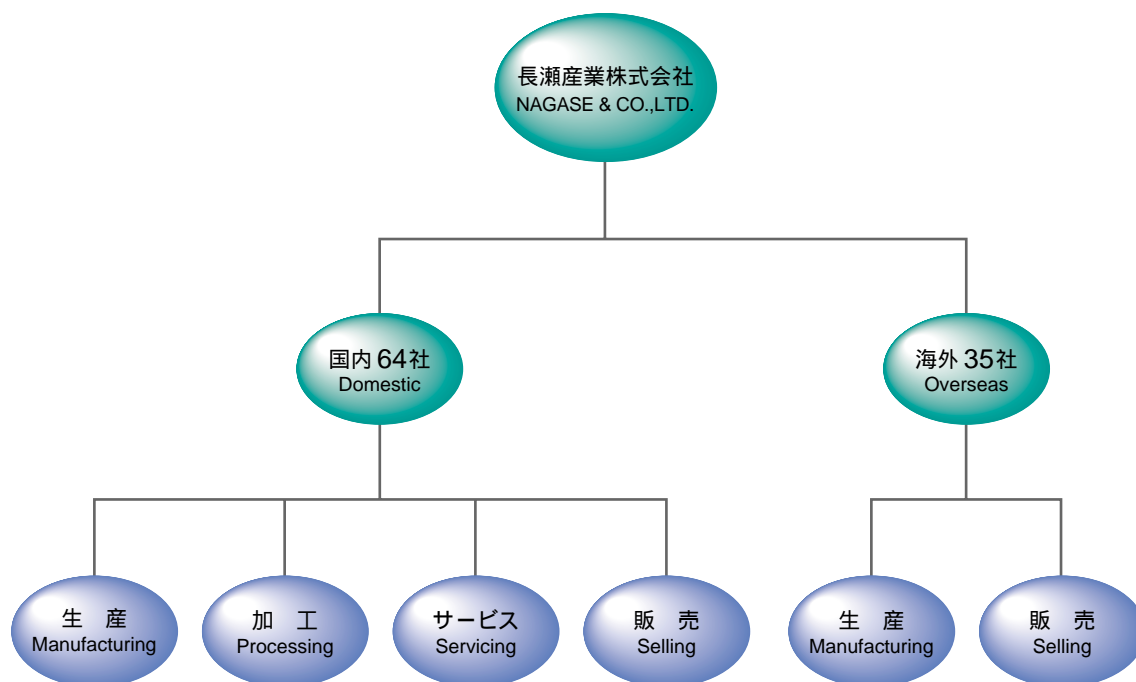 長瀬産業株式会社
NAGASE & CO.,LTD.
国内 64社
Domestic
海外 35社
Overseas
生 産
Manufacturing
加 工
Processing
サービス
Servicing
販 売
Selling
生 産
Manufacturing
販 売
Selling